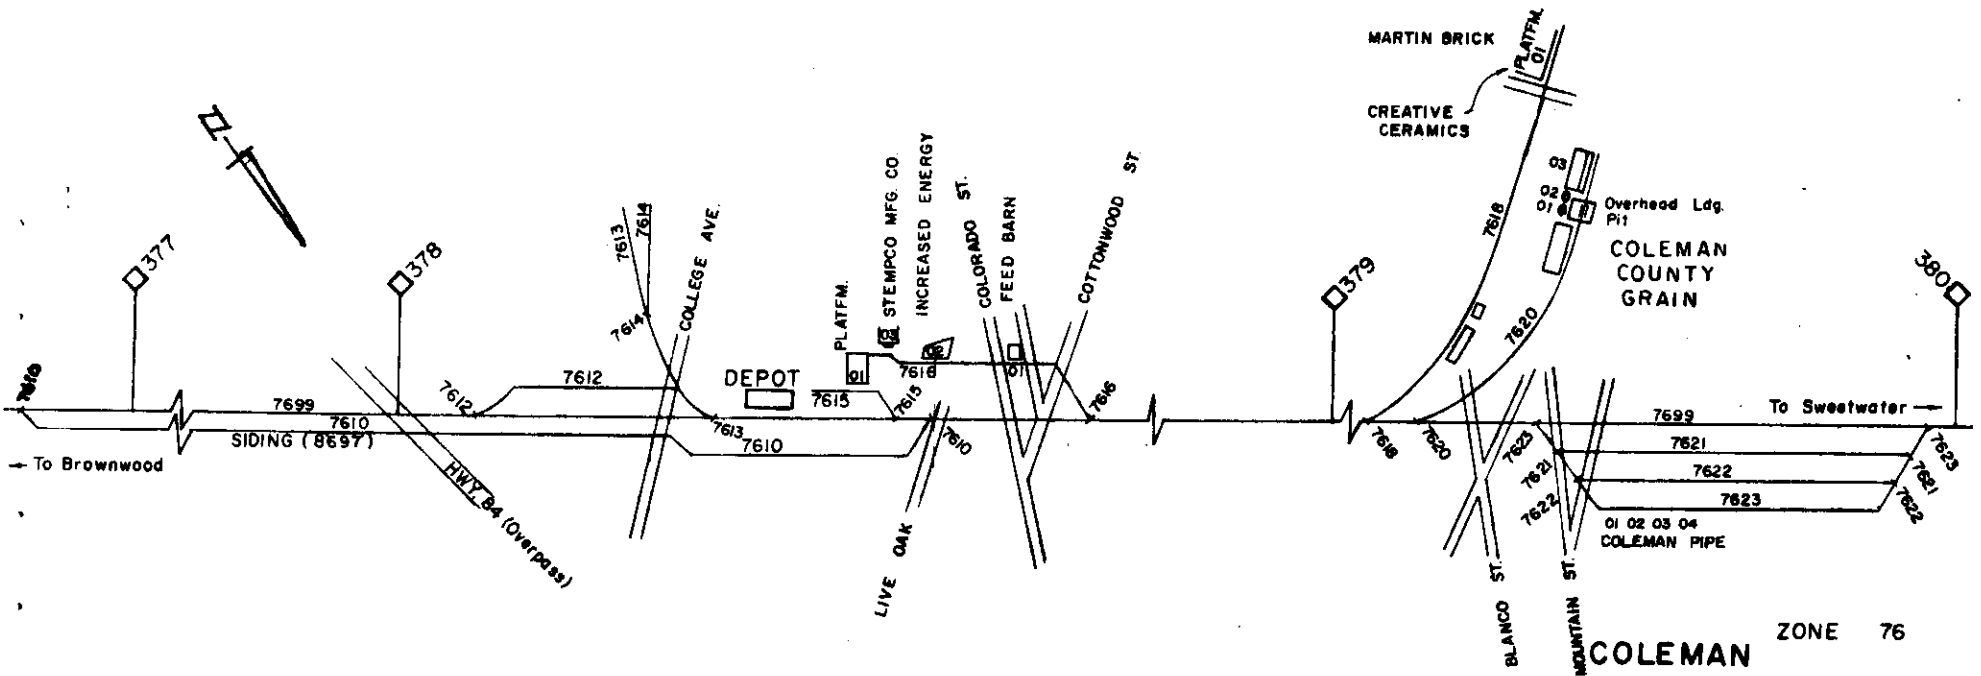 MARTIN BRICK
PLATFM.
01
CREATIVE
CERAMICS
03
02
01
Overhead Ldg.
Pit
COLEMAN
COUNTY
GRAIN
377
378
379
380
7613
7614
7614
COLLEGE AVE.
PLATFM.
01
STEMPCO MFG. CO.
INCREASED ENERGY
COLORADO ST.
FEED BARN
01
COTTONWOOD ST.
7618
7620
7610
7699
7610
SIDING (8697)
← To Brownwood
HWY. 84 (Overpass)
7612
7612
7613
DEPOT
7615
7615
7616
7616
7610
7610
LIVE OAK
7618
7620
7623
7621
7622
7699
To Sweetwater →
7621
7622
7623
7623
7621
7622
01 02 03 04
COLEMAN PIPE
BLANCO ST.
MOUNTAIN ST.
ZONE 76
COLEMAN